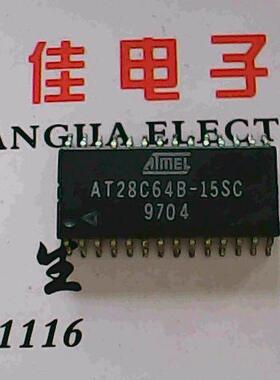 佳电子
ANGJIA ELECT
ATMEL
AT28C64B-15SC
9704
生
1116